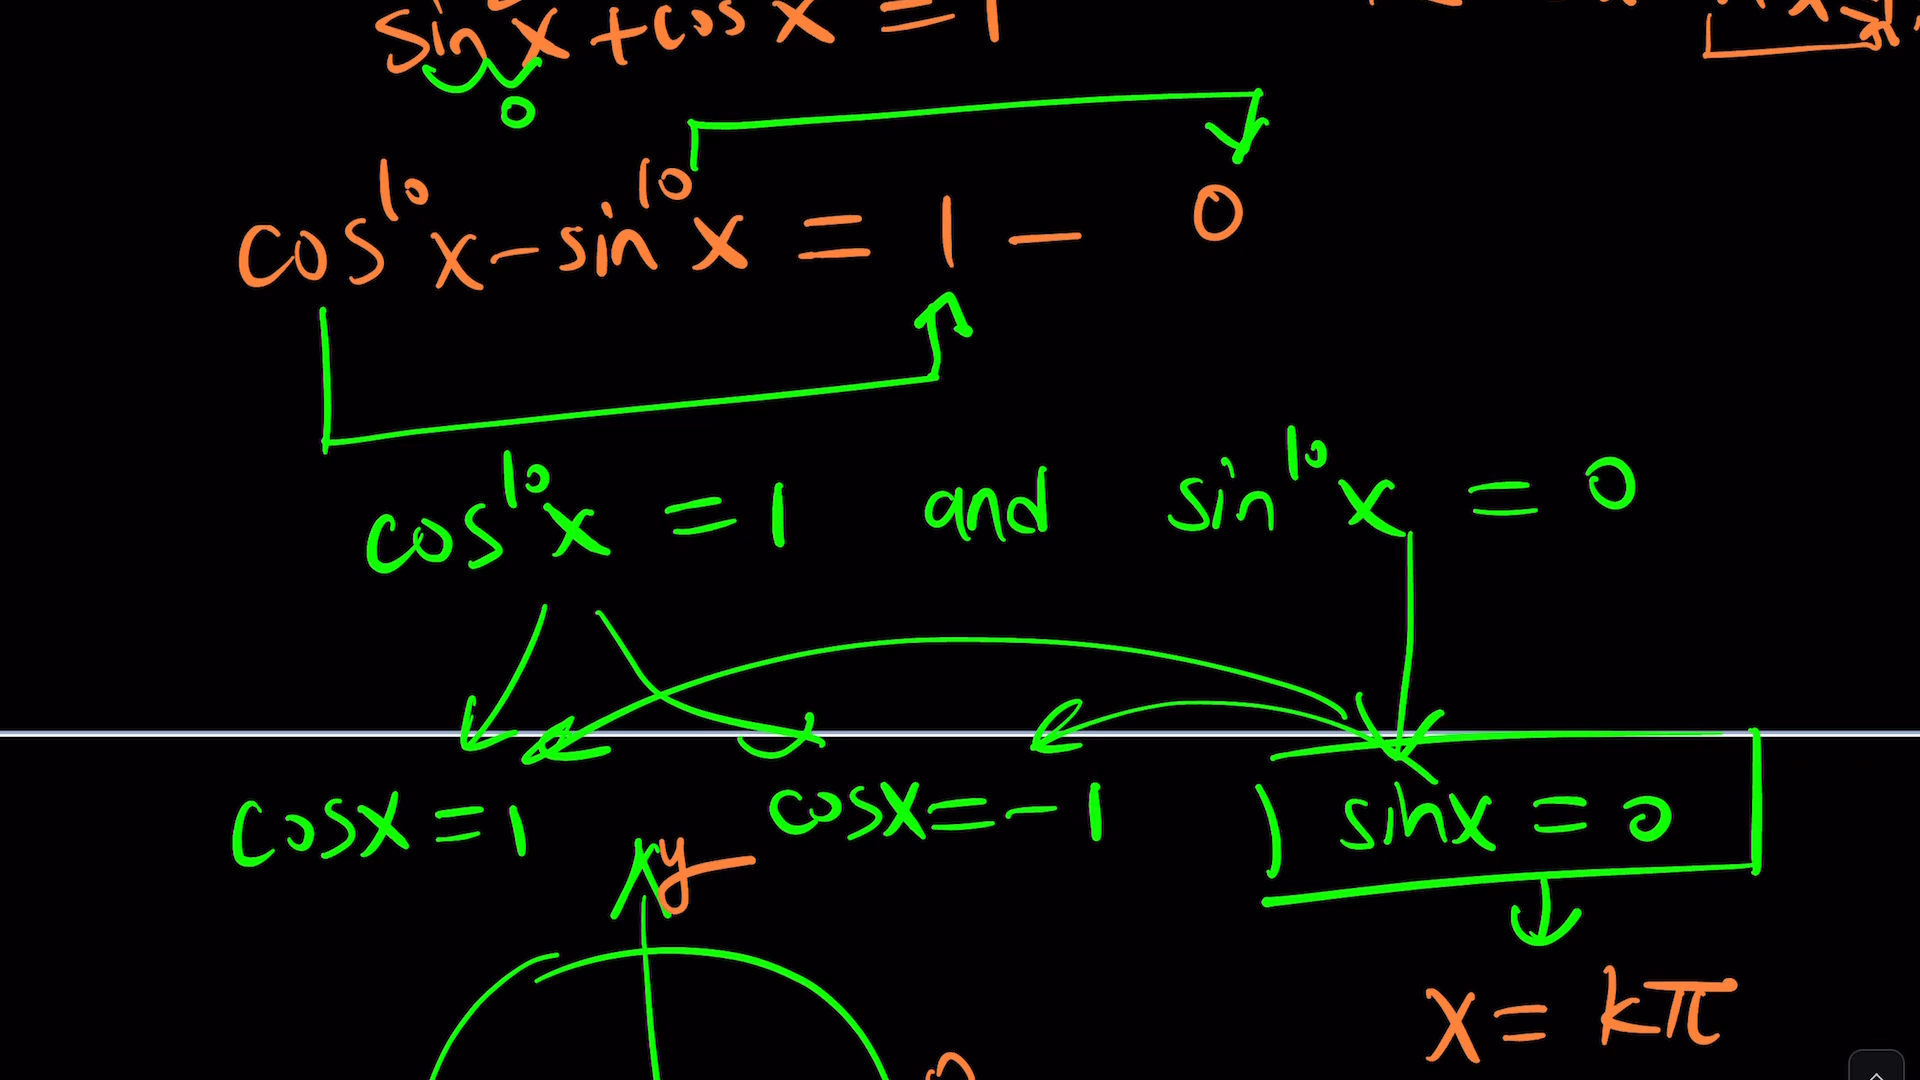 sin²x + cos x = 1
0
cos¹⁰x - sin¹⁰x = 1 - 0
cos¹⁰x = 1 and sin¹⁰x = 0
cosx = 1 cosx = -1 sinx = 0
y
x = kπ